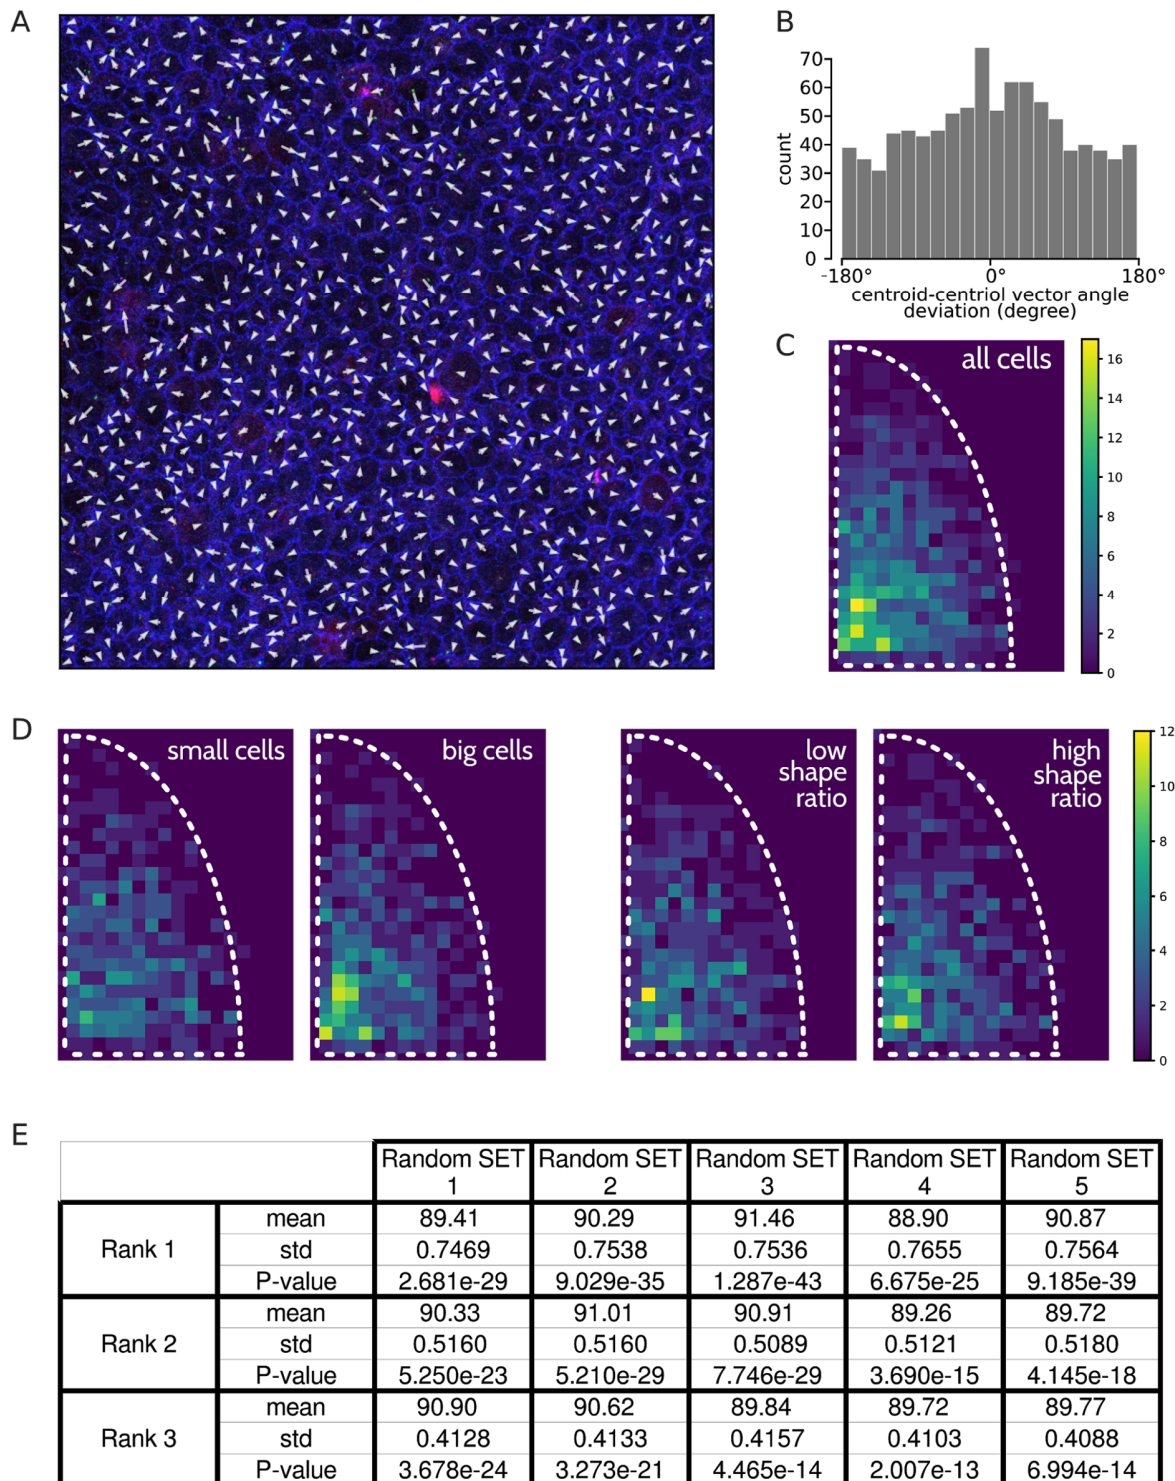 A
B
70
60
50
40
30
20
10
0
count
-180°
0°
180°
centroid-centriol vector angle
deviation (degree)
C
all cells
16
14
12
10
8
6
4
2
0
D
small cells
big cells
low
shape
ratio
high
shape
ratio
12
10
8
6
4
2
0
E
Random SET 1 Random SET 2 Random SET 3 Random SET 4 Random SET 5
Rank 1
mean 89.41 90.29 91.46 88.90 90.87
std 0.7469 0.7538 0.7536 0.7655 0.7564
P-value 2.681e-29 9.029e-35 1.287e-43 6.675e-25 9.185e-39
Rank 2
mean 90.33 91.01 90.91 89.26 89.72
std 0.5160 0.5160 0.5089 0.5121 0.5180
P-value 5.250e-23 5.210e-29 7.746e-29 3.690e-15 4.145e-18
Rank 3
mean 90.90 90.62 89.84 89.72 89.77
std 0.4128 0.4133 0.4157 0.4103 0.4088
P-value 3.678e-24 3.273e-21 4.465e-14 2.007e-13 6.994e-14